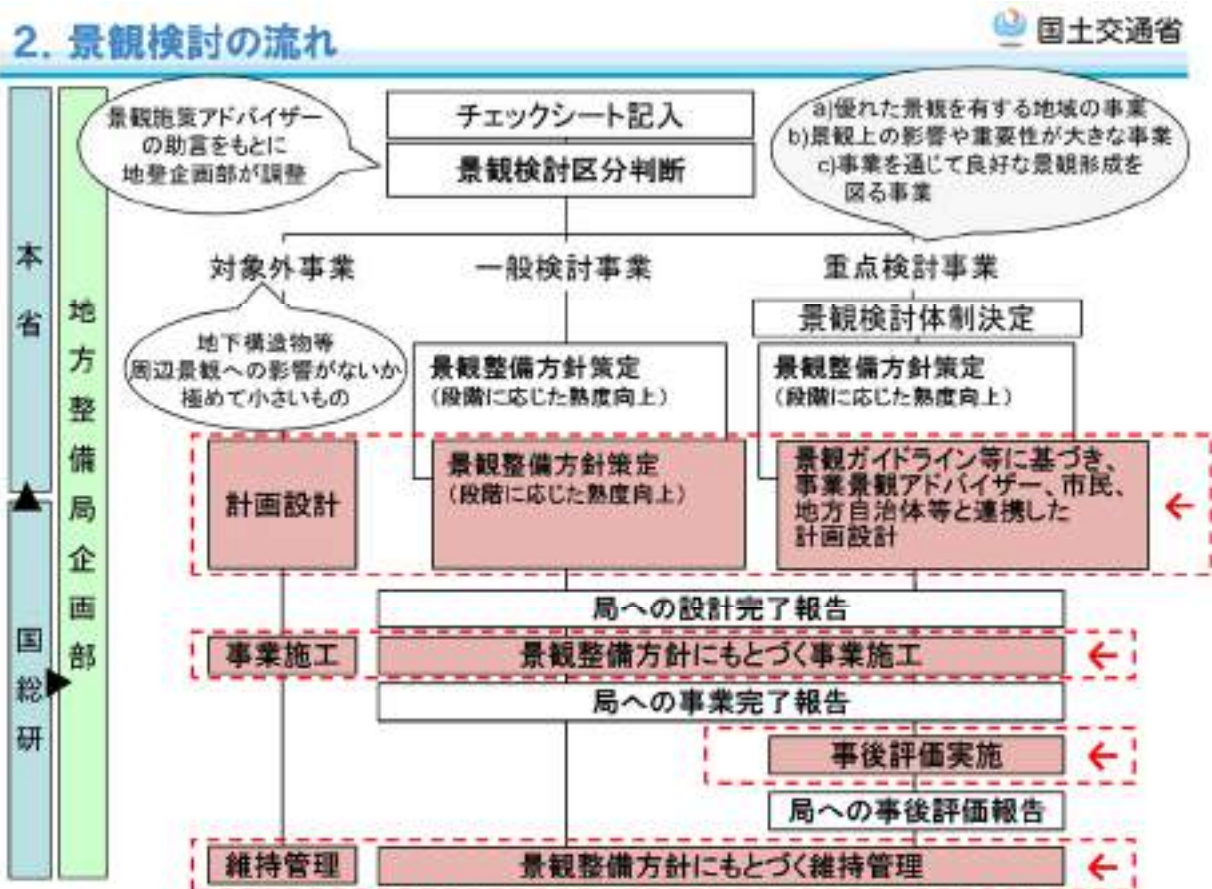 2. 景観検討の流れ
国土交通省
本省
国総研
地方整備局企画部
景観施策アドバイザー
の助言をもとに
地整企画部が調整
チェックシート記入
景観検討区分判断
a)優れた景観を有する地域の事業
b)景観上の影響や重要性が大きな事業
c)事業を通じて良好な景観形成を
図る事業
対象外事業
一般検討事業
重点検討事業
地下構造物等
周辺景観への影響がないか
極めて小さいもの
景観検討体制決定
景観整備方針策定
(段階に応じた熟度向上)
景観整備方針策定
(段階に応じた熟度向上)
計画設計
景観整備方針策定
(段階に応じた熟度向上)
景観ガイドライン等に基づき、
事業景観アドバイザー、市民、
地方自治体等と連携した
計画設計
局への設計完了報告
事業施工
景観整備方針にもとづく事業施工
局への事業完了報告
事後評価実施
局への事後評価報告
維持管理
景観整備方針にもとづく維持管理